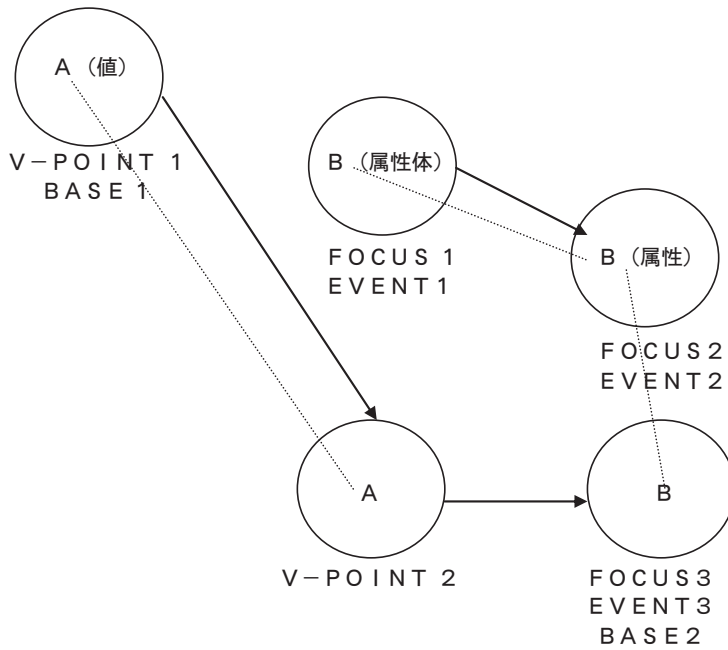 A（値）
V－POINT 1
BASE 1
B（属性体）
FOCUS 1
EVENT1
B（属性）
FOCUS2
EVENT2
A
V－POINT 2
B
FOCUS3
EVENT3
BASE2